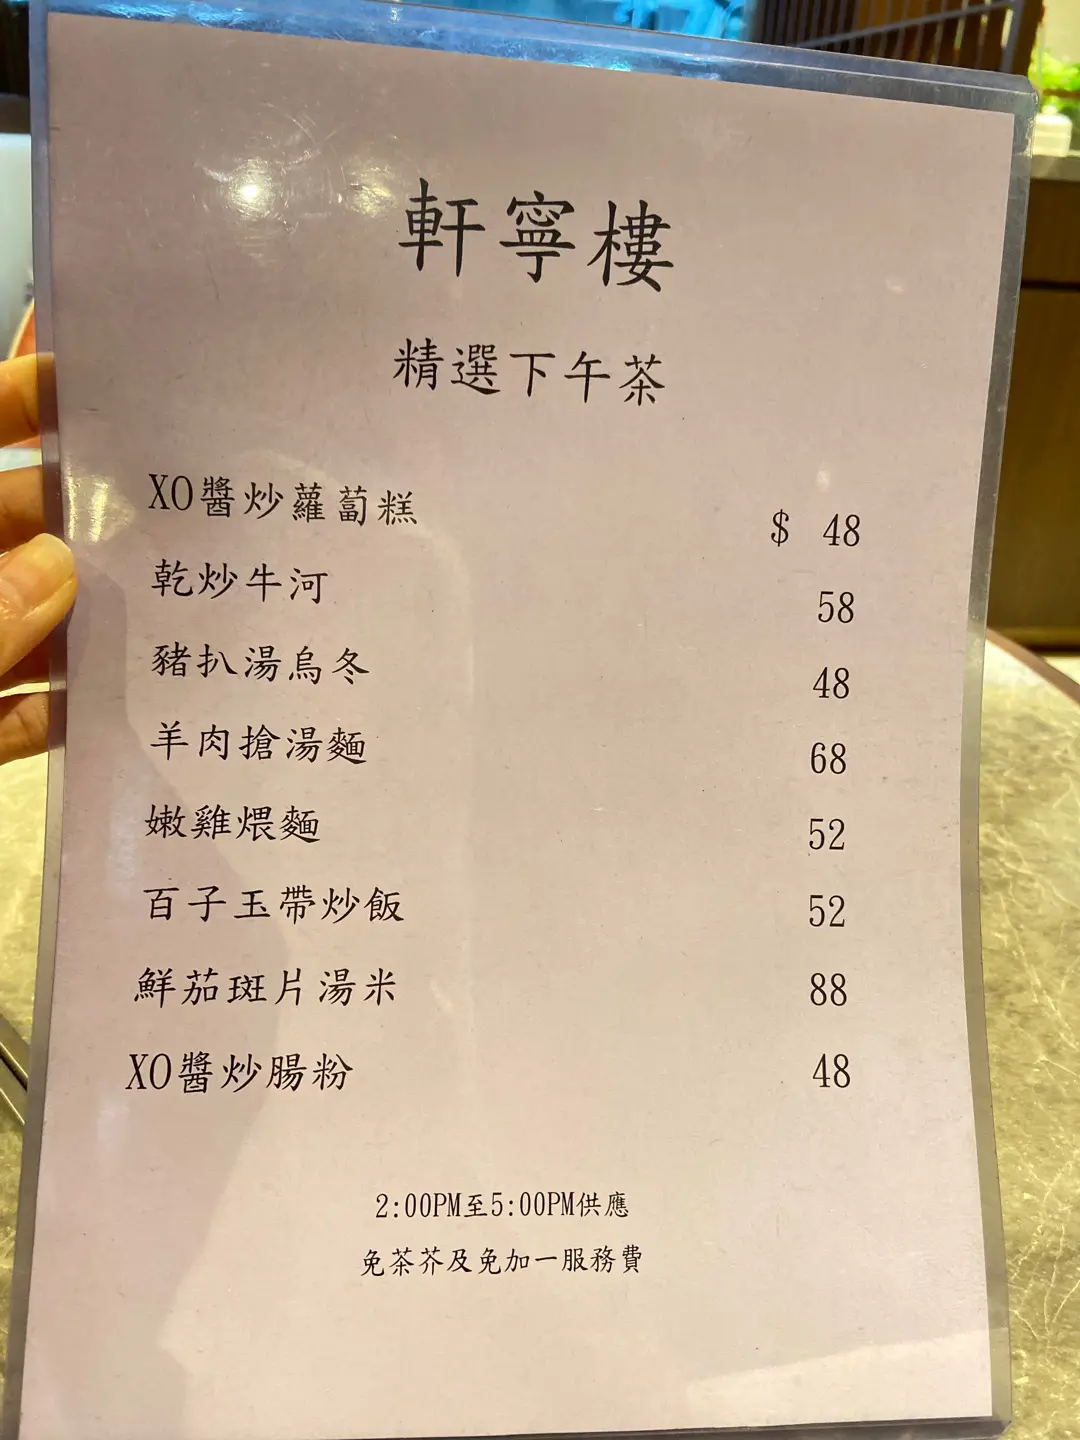 軒寧樓
精選下午茶
XO醬炒蘿蔔糕 $ 48
乾炒牛河 58
豬扒湯烏冬 48
羊肉搶湯麵 68
嫩雞煨麵 52
百子玉帶炒飯 52
鮮茄斑片湯米 88
XO醬炒腸粉 48
2:00PM至5:00PM供應
免茶芥及免加一服務費